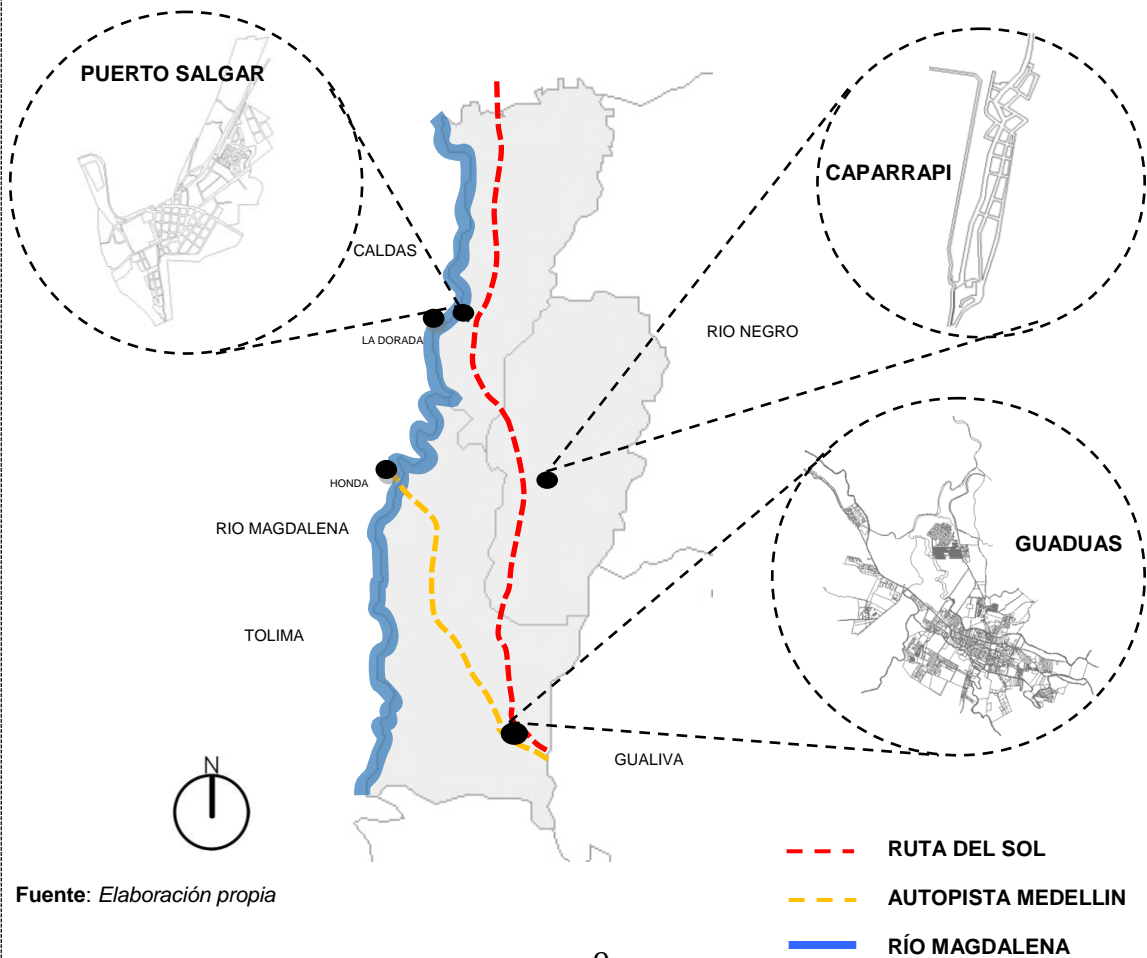 PUERTO SALGAR
CAPARRAPI
CALDAS
LA DORADA
RIO NEGRO
HONDA
RIO MAGDALENA
GUADUAS
TOLIMA
GUALIVA
N
RUTA DEL SOL
Fuente: Elaboración propia
AUTOPISTA MEDELLIN
RÍO MAGDALENA